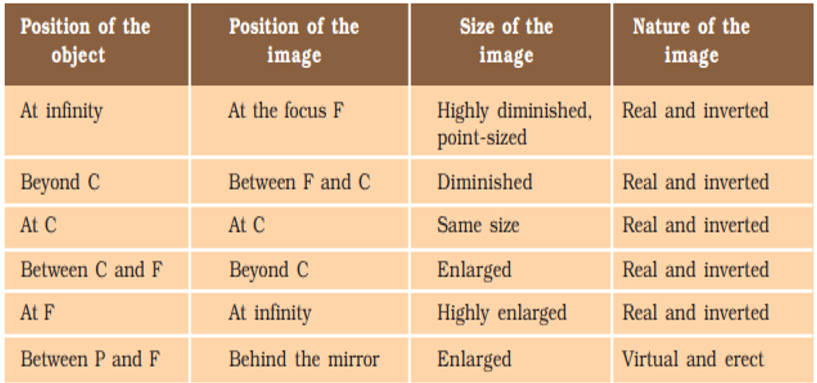 Position of the object	Position of the image	Size of the image	Nature of the image
At infinity	At the focus F	Highly diminished, point-sized	Real and inverted
Beyond C	Between F and C	Diminished	Real and inverted
At C	At C	Same size	Real and inverted
Between C and F	Beyond C	Enlarged	Real and inverted
At F	At infinity	Highly enlarged	Real and inverted
Between P and F	Behind the mirror	Enlarged	Virtual and erect